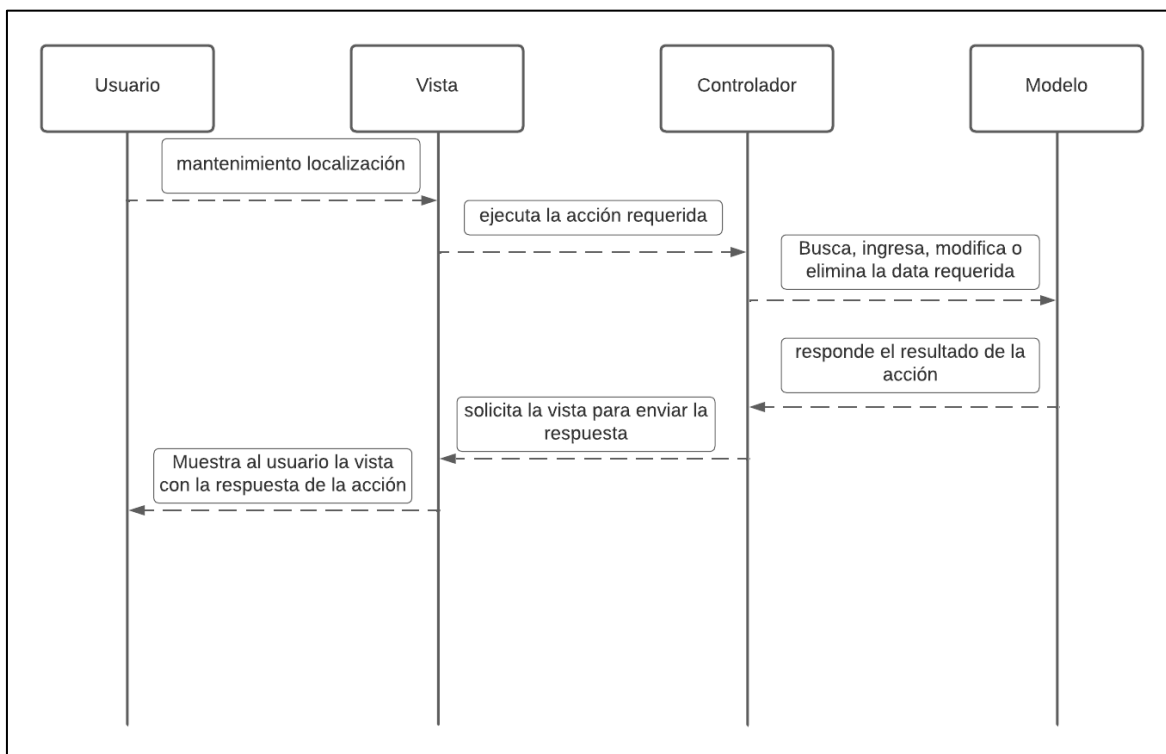 Usuario
Vista
Controlador
Modelo
mantenimiento localización
ejecuta la acción requerida
Busca, ingresa, modifica o
elimina la data requerida
responde el resultado de la
acción
solicita la vista para enviar la
respuesta
Muestra al usuario la vista
con la respuesta de la acción